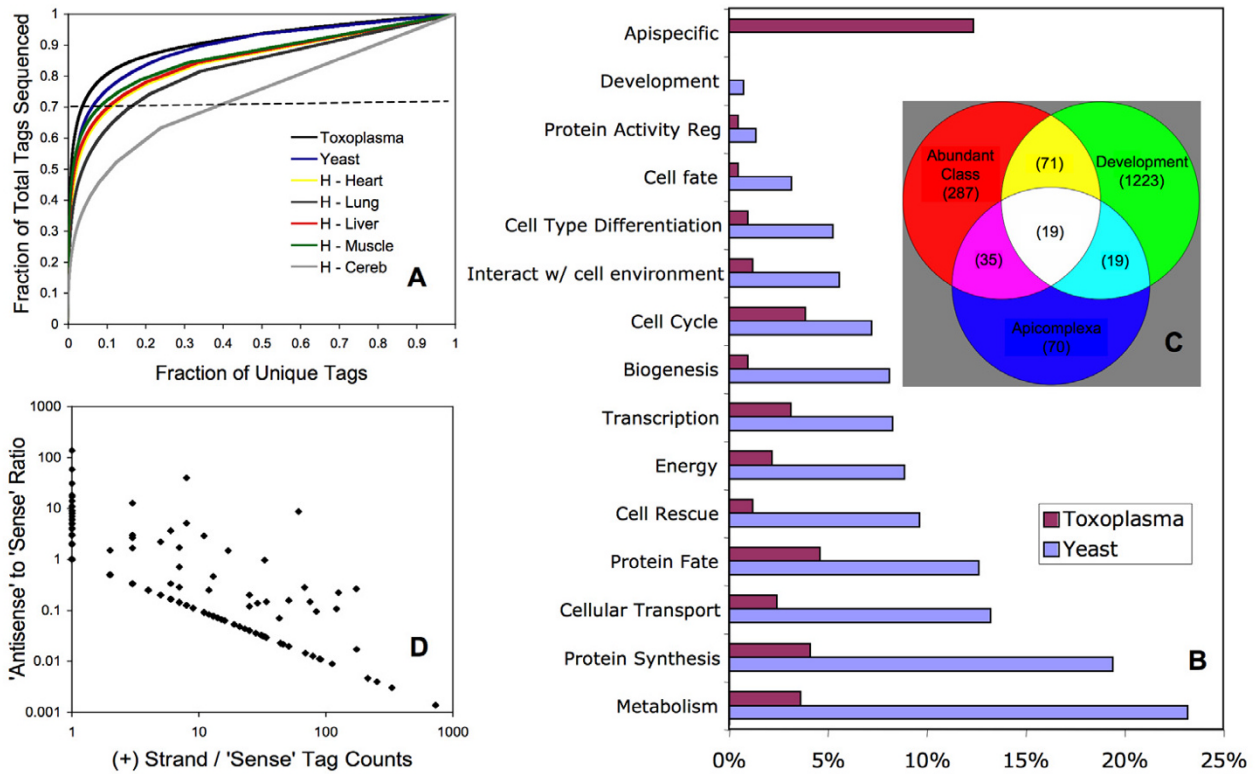 Fraction of Total Tags Sequenced
1
0.9
0.8
0.7
0.6
0.5
0.4
0.3
0.2
0.1
0
Toxoplasma
Yeast
H - Heart
H - Lung
H - Liver
H - Muscle
H - Cereb
A
0 0.1 0.2 0.3 0.4 0.5 0.6 0.7 0.8 0.9 1
Fraction of Unique Tags
'Antisense' to 'Sense' Ratio
1000
100
10
1
0.1
0.01
0.001
D
1 10 100 1000
(+) Strand / 'Sense' Tag Counts
Apispecific
Development
Protein Activity Reg
Cell fate
Cell Type Differentiation
Interact w/ cell environment
Cell Cycle
Biogenesis
Transcription
Energy
Cell Rescue
Protein Fate
Cellular Transport
Protein Synthesis
Metabolism
0% 5% 10% 15% 20% 25%
Toxoplasma
Yeast
B
Abundant
Class
(287)
(71)
Development
(1223)
(19)
(35)
(19)
Apicomplexa
(70)
C